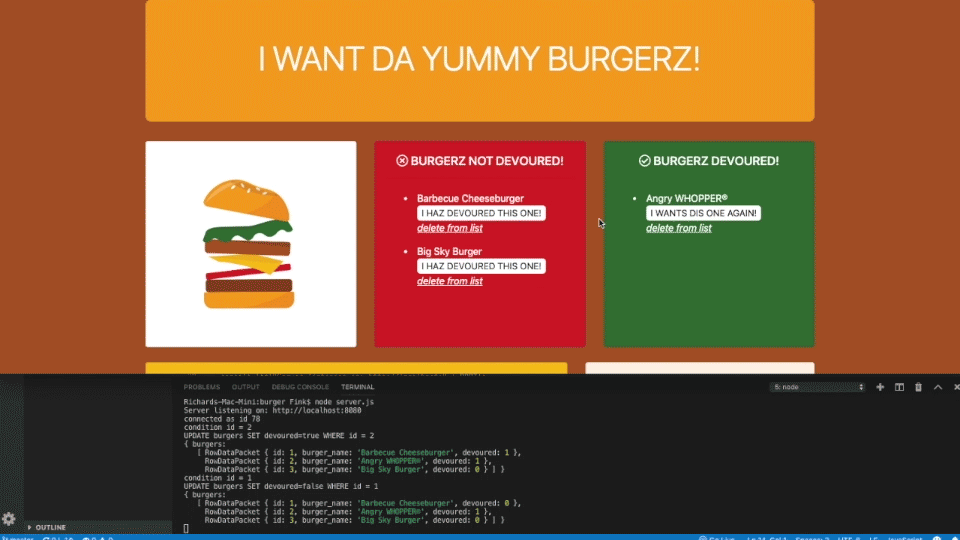 I WANT DA YUMMY BURGERZ!
BURGERZ NOT DEVOURED!
Barbecue Cheeseburger
I HAZ DEVOURED THIS ONE!
delete from list
Big Sky Burger
I HAZ DEVOURED THIS ONE!
delete from list
BURGERZ DEVOURED!
Angry WHOPPER®
I WANTS DIS ONE AGAIN!
delete from list
PROBLEMS OUTPUT DEBUG CONSOLE TERMINAL 5: node
Richards-Mac-Mini:burger Fink$ node server.js
Server listening on: http://localhost:8080
connected as id 78
condition id = 2
UPDATE burgers SET devoured=true WHERE id = 2
{ burgers:
[ RowDataPacket { id: 1, burger_name: 'Barbecue Cheeseburger', devoured: 1 },
RowDataPacket { id: 2, burger_name: 'Angry WHOPPER®', devoured: 1 },
RowDataPacket { id: 3, burger_name: 'Big Sky Burger', devoured: 0 } ] }
condition id = 1
UPDATE burgers SET devoured=false WHERE id = 1
{ burgers:
[ RowDataPacket { id: 1, burger_name: 'Barbecue Cheeseburger', devoured: 0 },
RowDataPacket { id: 2, burger_name: 'Angry WHOPPER®', devoured: 1 },
RowDataPacket { id: 3, burger_name: 'Big Sky Burger', devoured: 0 } ] }
OUTLINE